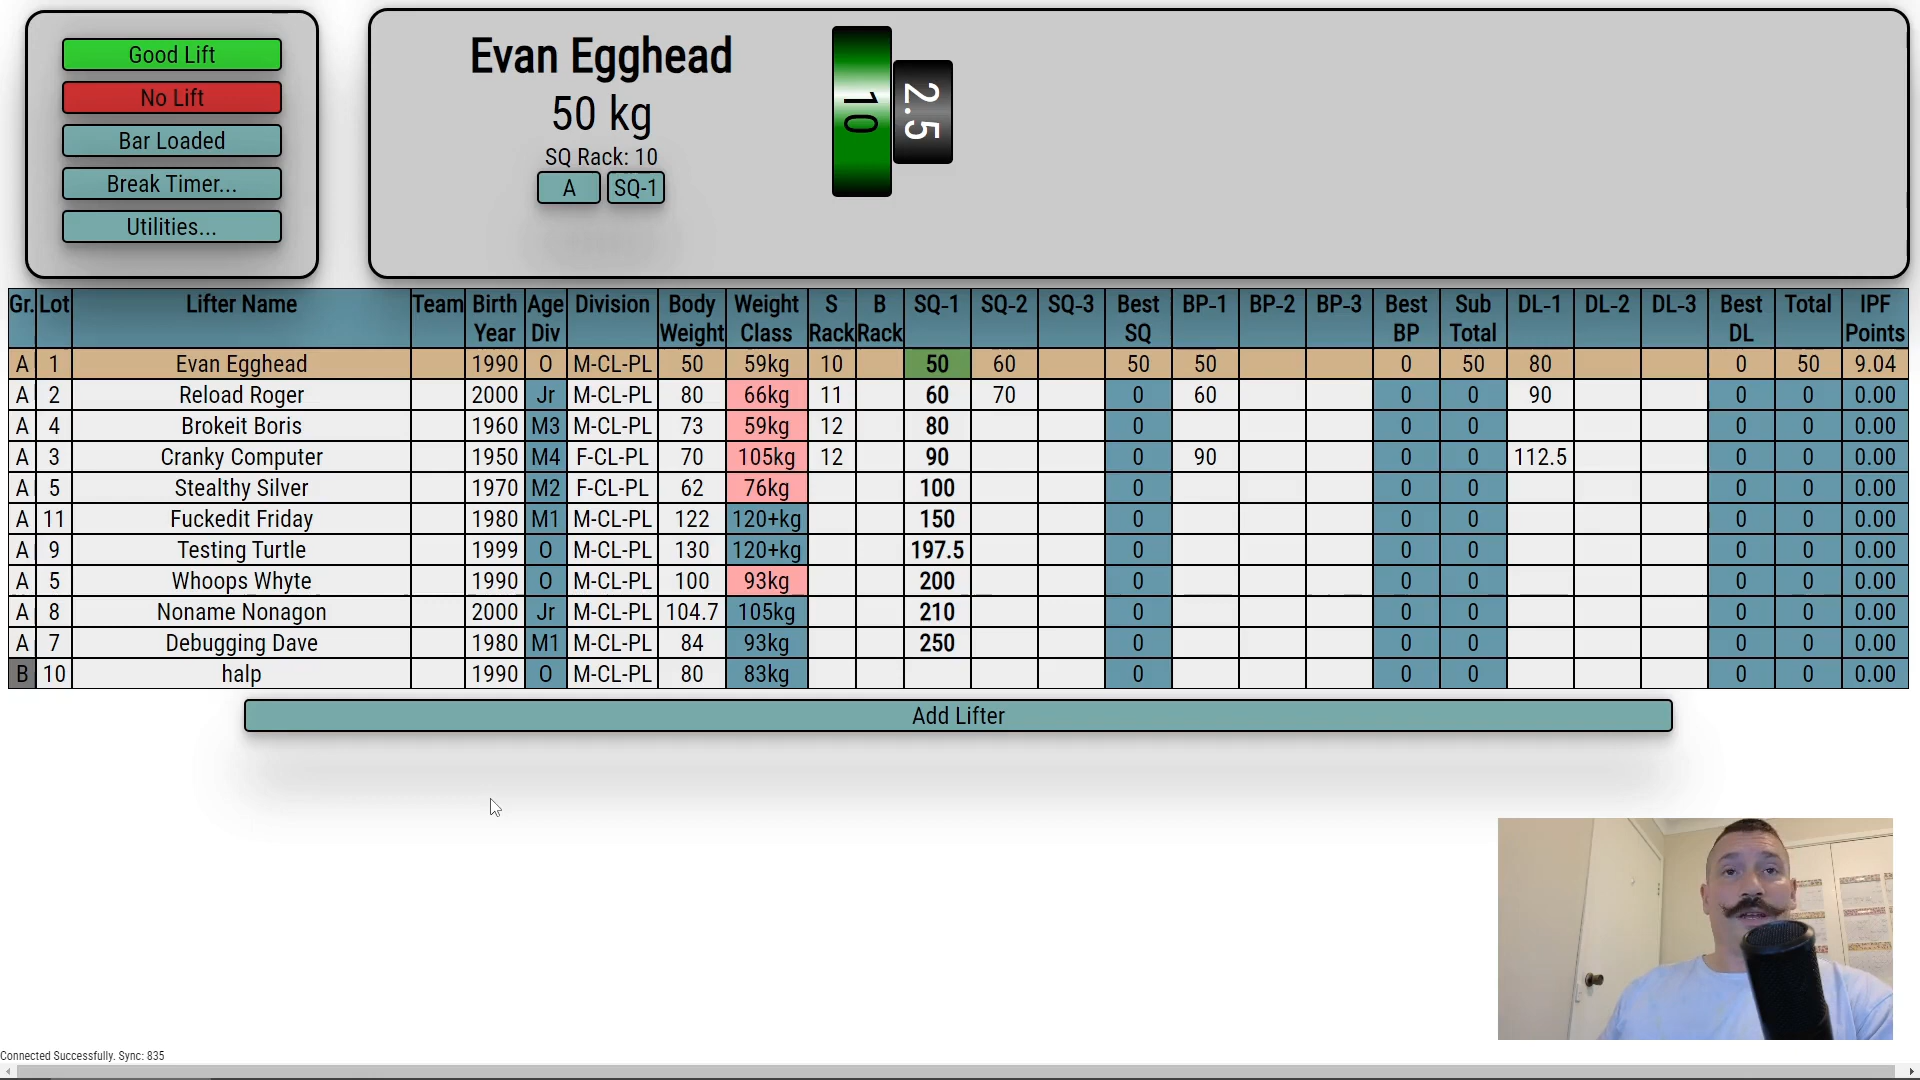 Good Lift
No Lift
Bar Loaded
Break Timer...
Utilities...
Evan Egghead
50 kg
SQ Rack: 10
A SQ-1
10
2.5
Gr. Lot Lifter Name Team Birth Year Age Div Division Body Weight Weight Class S Rack B Rack SQ-1 SQ-2 SQ-3 Best SQ BP-1 BP-2 BP-3 Best BP Sub Total DL-1 DL-2 DL-3 Best DL Total IPF Points
A 1 Evan Egghead 1990 O M-CL-PL 50 59kg 10 50 60 50 50 0 50 80 0 50 9.04
A 2 Reload Roger 2000 Jr M-CL-PL 80 66kg 11 60 70 0 60 0 0 90 0 0 0.00
A 4 Brokeit Boris 1960 M3 M-CL-PL 73 59kg 12 80 0 0 0 0 0 0.00
A 3 Cranky Computer 1950 M4 F-CL-PL 70 105kg 12 90 0 90 0 0 112.5 0 0 0.00
A 5 Stealthy Silver 1970 M2 F-CL-PL 62 76kg 100 0 0 0 0 0 0.00
A 11 Fuckedit Friday 1980 M1 M-CL-PL 122 120+kg 150 0 0 0 0 0 0.00
A 9 Testing Turtle 1999 O M-CL-PL 130 120+kg 197.5 0 0 0 0 0 0.00
A 5 Whoops Whyte 1990 O M-CL-PL 100 93kg 200 0 0 0 0 0 0.00
A 8 Noname Nonagon 2000 Jr M-CL-PL 104.7 105kg 210 0 0 0 0 0 0.00
A 7 Debugging Dave 1980 M1 M-CL-PL 84 93kg 250 0 0 0 0 0 0.00
B 10 halp 1990 O M-CL-PL 80 83kg 0 0 0 0 0 0.00
Add Lifter
Connected Successfully. Sync: 835